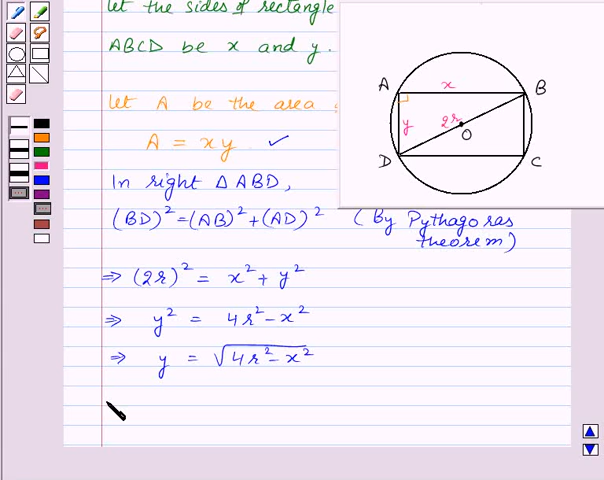 let the sides of rectangle
ABCD be x and y.
let A be the area
A = xy ✓
In right △ABD,
(BD)² = (AB)² + (AD)² (By Pythagoras
theorem)
⇒ (2r)² = x² + y²
⇒ y² = 4r² - x²
⇒ y = √(4r² - x²)
A x B
y 2r
O
D C